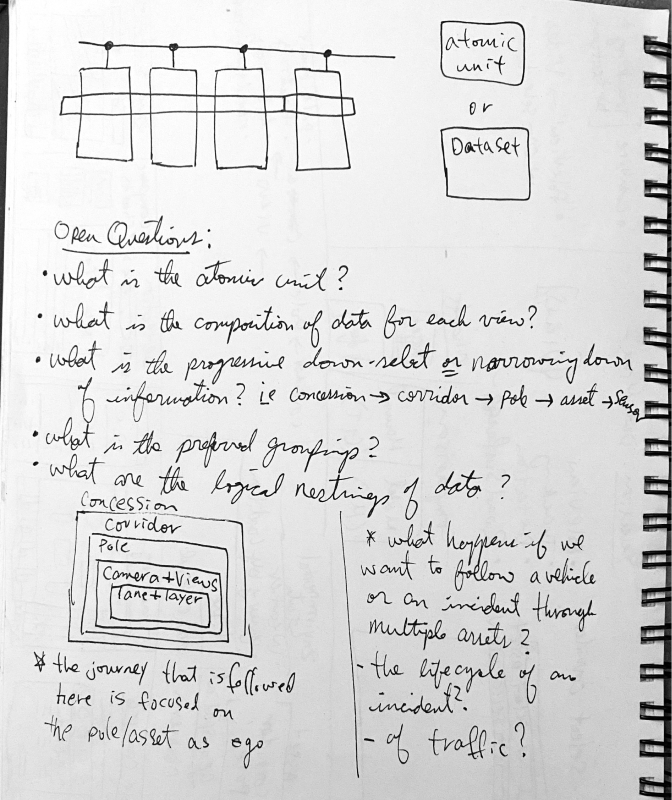 atomic
unit
or
Dataset
Open Questions:
• what is the atomic unit?
• what is the composition of data for each view?
• what is the progressive down-select or narrowing down
of information? ie concession → corridor → pole → asset → sensor
• what is the preferred groupings?
• what are the logical nestings of data?
Concession
Corridor
Pole
Camera + Views
lane + layer
* the journey that is followed
here is focused on
the pole/asset as ego
* what happens if we
want to follow a vehicle
or an incident through
multiple assets?
- the lifecycle of an
incident?
- of traffic?